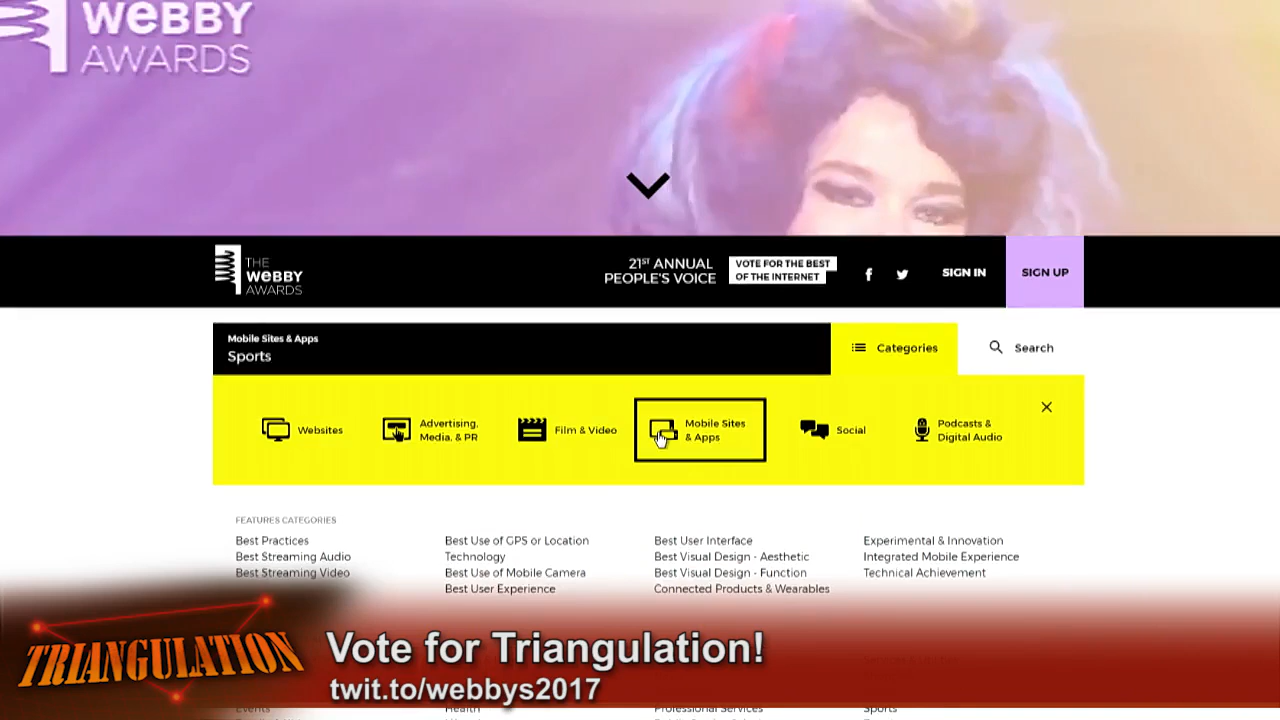 WEBBY
AWARDS
THE
WEBBY
AWARDS
21ST ANNUAL
PEOPLE'S VOICE
VOTE FOR THE BEST
OF THE INTERNET
f
SIGN IN
SIGN UP
Mobile Sites & Apps
Sports
Categories
Search
Websites
Advertising,
Media, & PR
Film & Video
Mobile Sites
& Apps
Social
Podcasts &
Digital Audio
FEATURES CATEGORIES
Best Practices
Best Streaming Audio
Best Streaming Video
Best Use of GPS or Location
Technology
Best Use of Mobile Camera
Best User Experience
Best User Interface
Best Visual Design - Aesthetic
Best Visual Design - Function
Connected Products & Wearables
Experimental & Innovation
Integrated Mobile Experience
Technical Achievement
TRIANGULATION
Vote for Triangulation!
twit.to/webbys2017
Events
Health
Professional Services
Sports